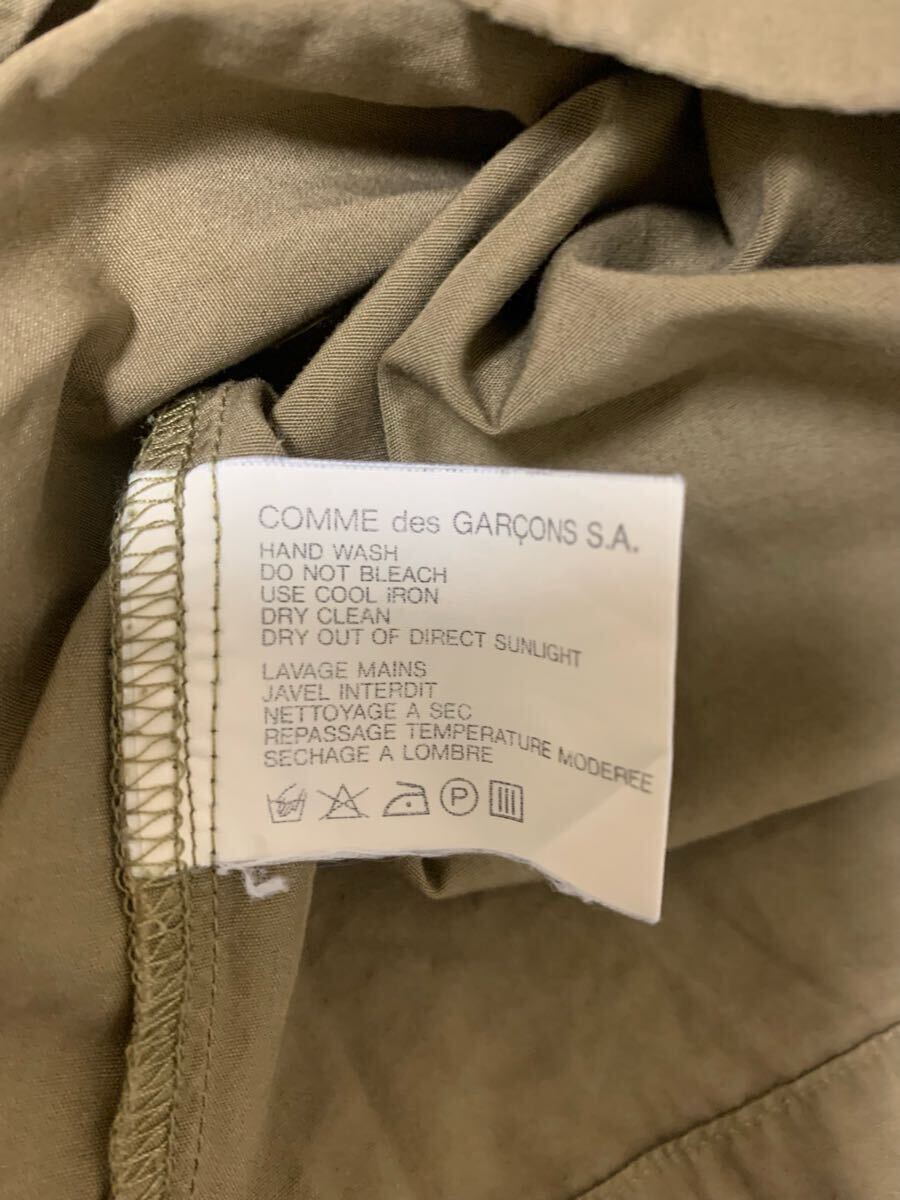 COMME des GARÇONS S.A.
HAND WASH
DO NOT BLEACH
USE COOL iRON
DRY CLEAN
DRY OUT OF DIRECT SUNLIGHT
LAVAGE MAINS
JAVEL INTERDIT
NETTOYAGE A SEC
REPASSAGE TEMPERATURE MODEREE
SECHAGE A LOMBRE
P